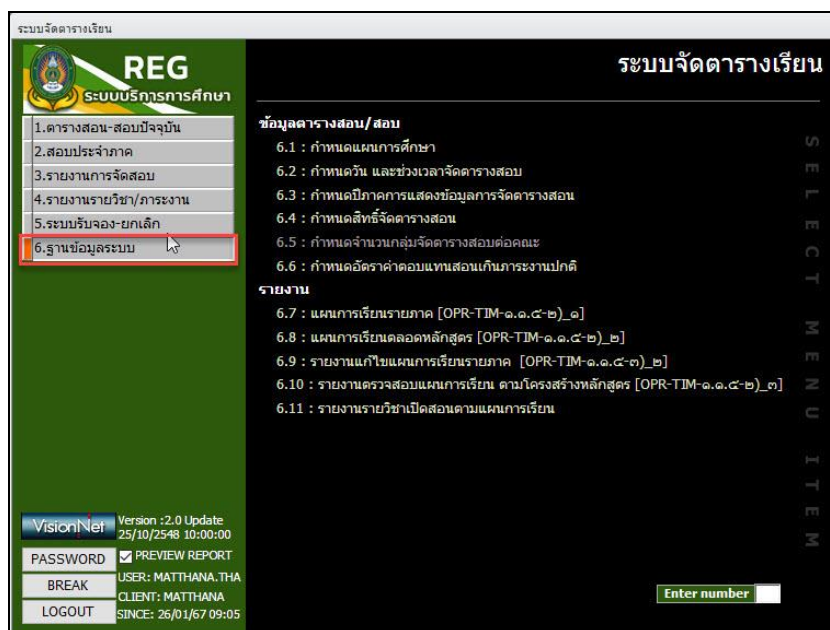 ระบบจัดตารางเรียน
REG
ระบบบริการการศึกษา
ระบบจัดตารางเรียน
1.ตารางสอน-สอบปัจจุบัน
2.สอบประจำภาค
3.รายงานการจัดสอบ
4.รายงานรายวิชา/ภาระงาน
5.ระบบรับจอง-ยกเลิก
6.ฐานข้อมูลระบบ
ข้อมูลตารางสอน/สอบ
6.1 : กำหนดแผนการศึกษา
6.2 : กำหนดวัน และช่วงเวลาจัดตารางสอบ
6.3 : กำหนดปีภาคการแสดงข้อมูลการจัดตารางสอน
6.4 : กำหนดสิทธิ์จัดตารางสอน
6.5 : กำหนดจำนวนกลุ่มจัดตารางสอบต่อคณะ
6.6 : กำหนดอัตราค่าตอบแทนสอนเกินภาระงานปกติ
รายงาน
6.7 : แผนการเรียนรายภาค [OPR-TIM-๑.๑.๕-๒)_๑]
6.8 : แผนการเรียนตลอดหลักสูตร [OPR-TIM-๑.๑.๕-๒)_๒]
6.9 : รายงานแก้ไขแผนการเรียนรายภาค [OPR-TIM-๑.๑.๕-๓)_๒]
6.10 : รายงานตรวจสอบแผนการเรียน ตามโครงสร้างหลักสูตร [OPR-TIM-๑.๑.๕-๒)_๓]
6.11 : รายงานรายวิชาเปิดสอนตามแผนการเรียน
SELECT MENU ITEM
VisionNet
Version :2.0 Update
25/10/2548 10:00:00
PASSWORD
PREVIEW REPORT
BREAK
USER: MATTHANA.THA
CLIENT: MATTHANA
LOGOUT
SINCE: 26/01/67 09:05
Enter number